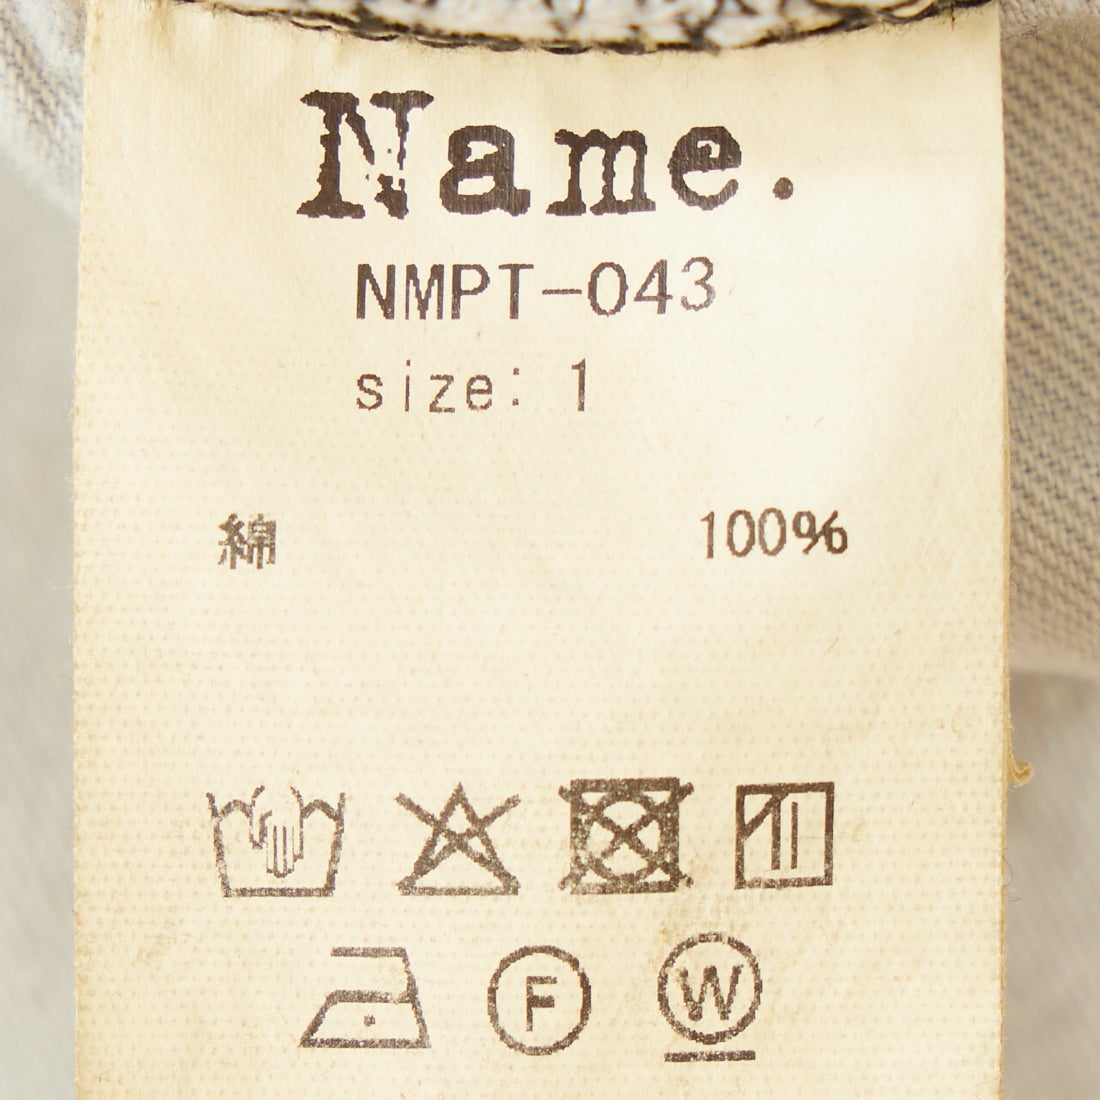 Name.
NMPT-043
size: 1
綿 100%
F W